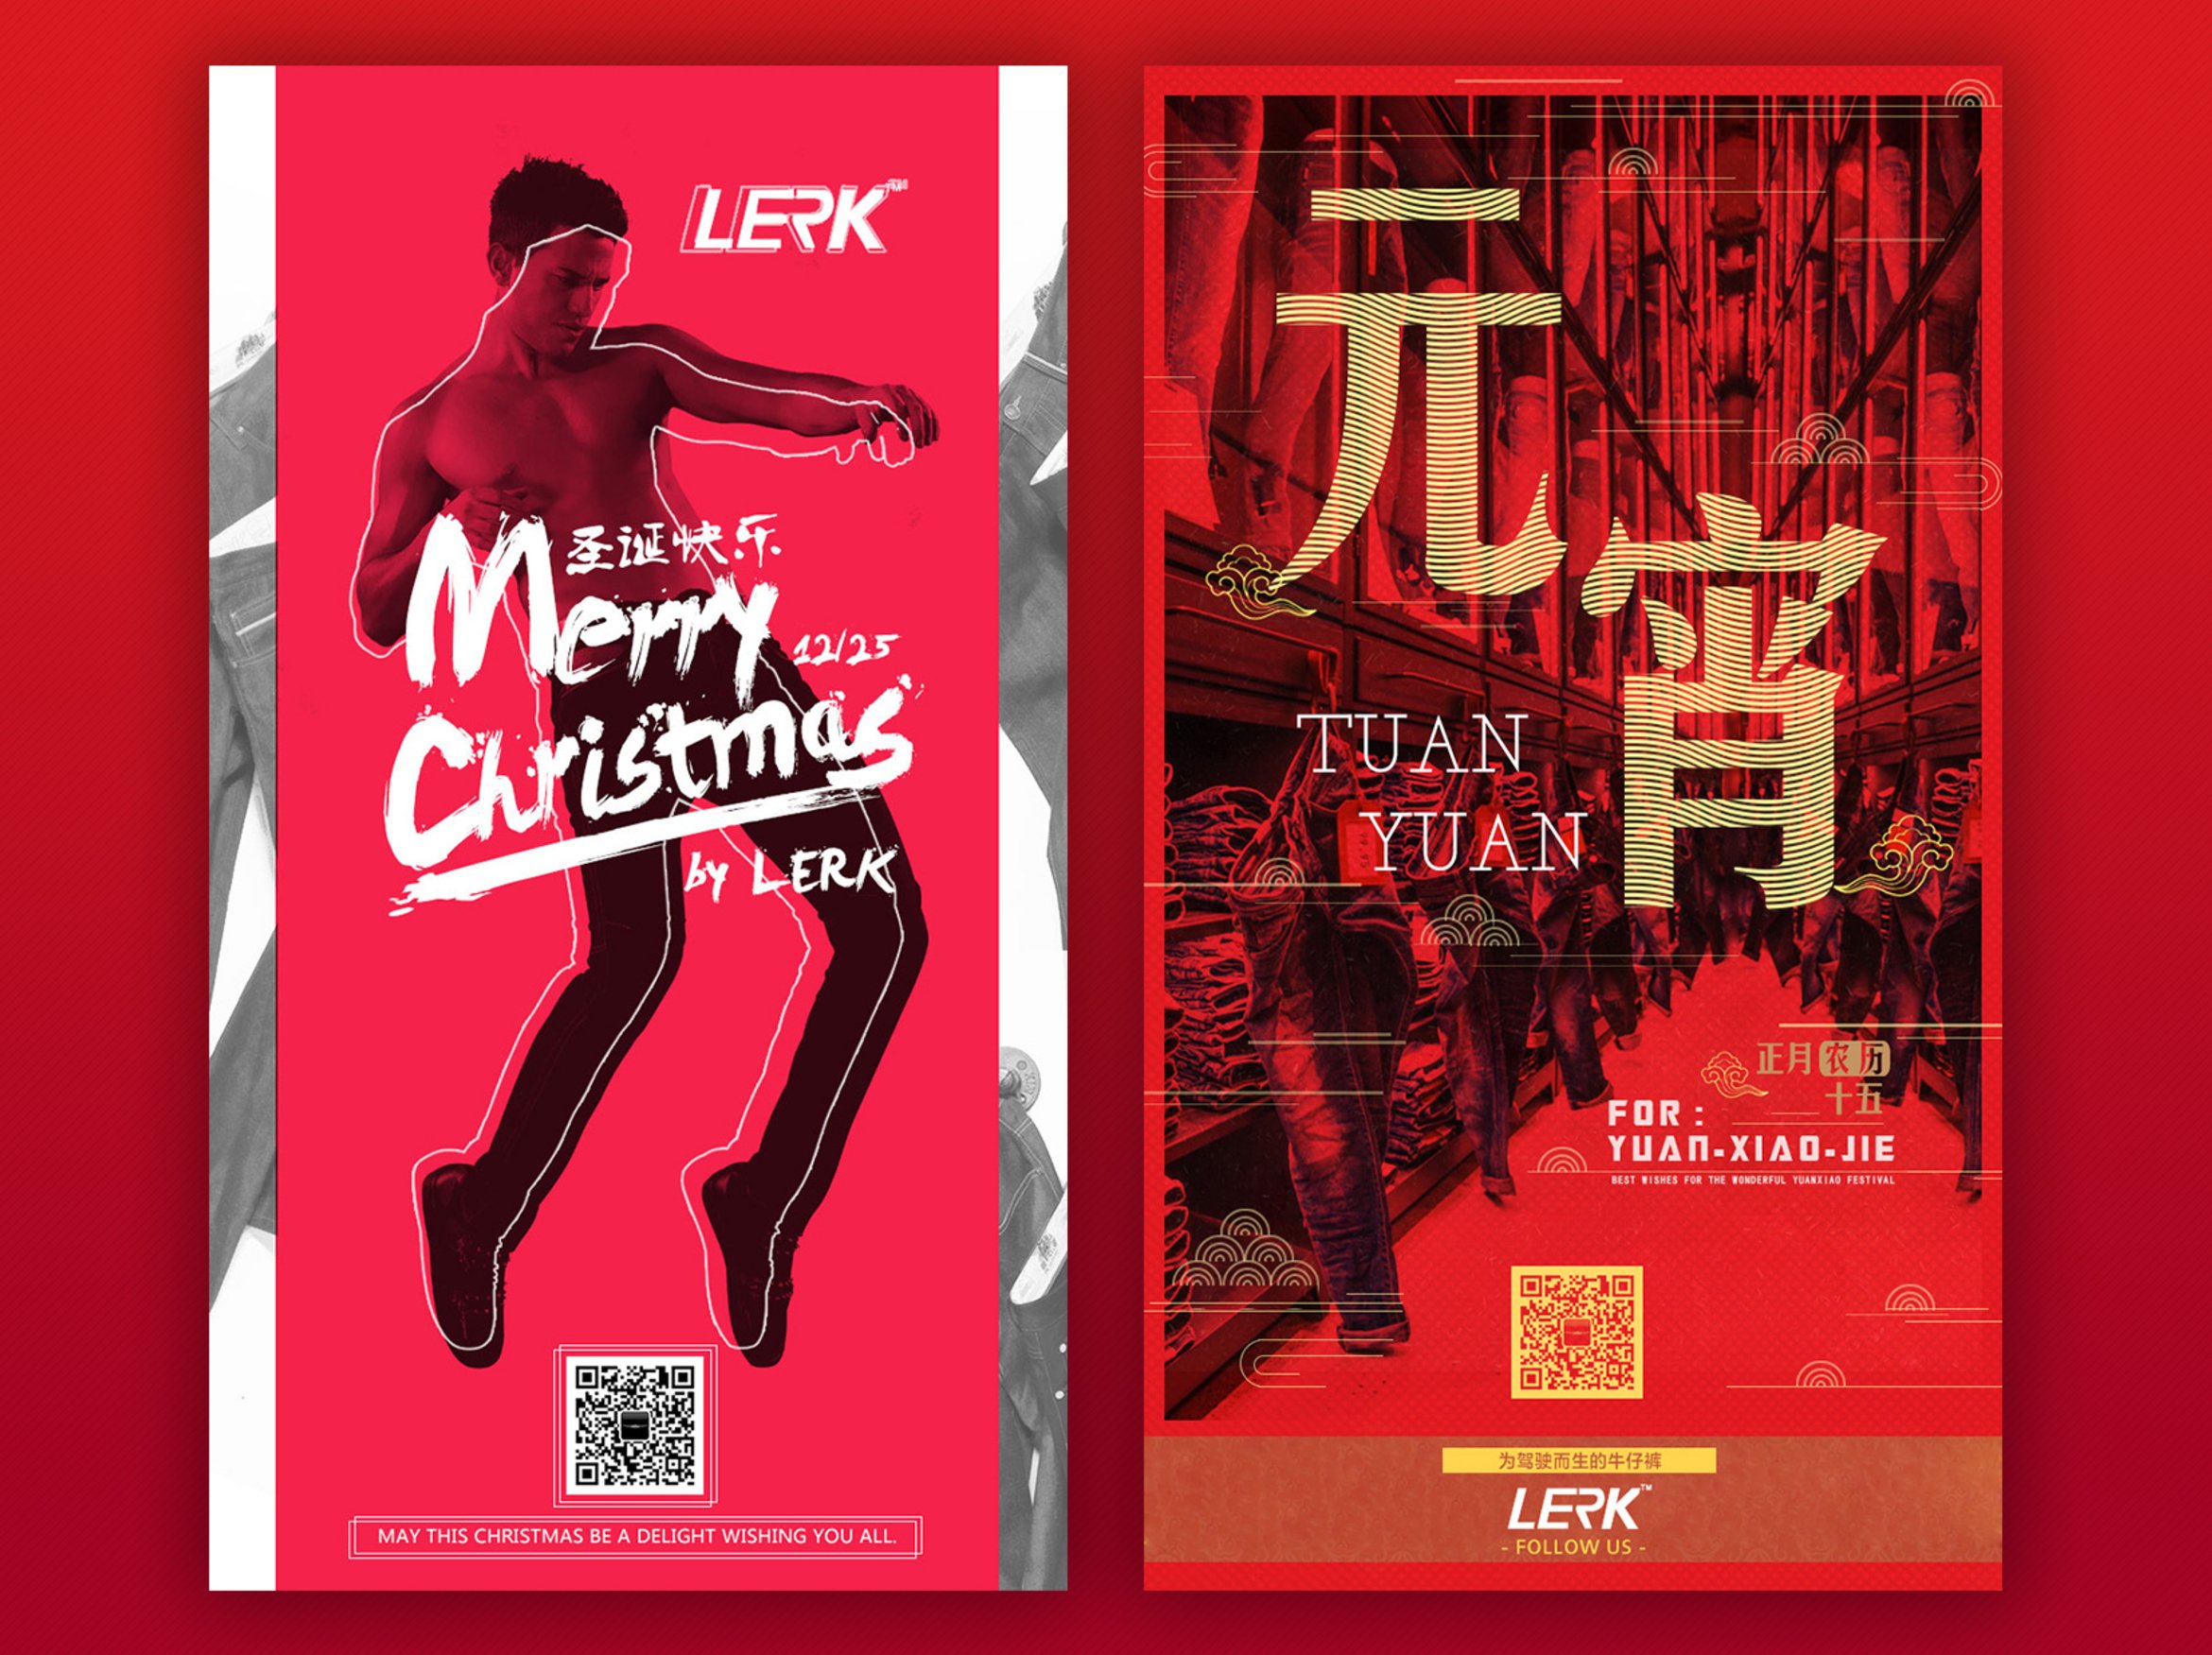 LERK™
圣诞快乐
Merry
12/25
Christmas
by LERK
MAY THIS CHRISTMAS BE A DELIGHT WISHING YOU ALL.
元宵
TUAN
YUAN
正月农历
十五
FOR:
YUAN-XIAO-JIE
BEST WISHES FOR THE WONDERFUL YUANXIAO FESTIVAL
为驾驶而生的牛仔裤
LERK™
- FOLLOW US -